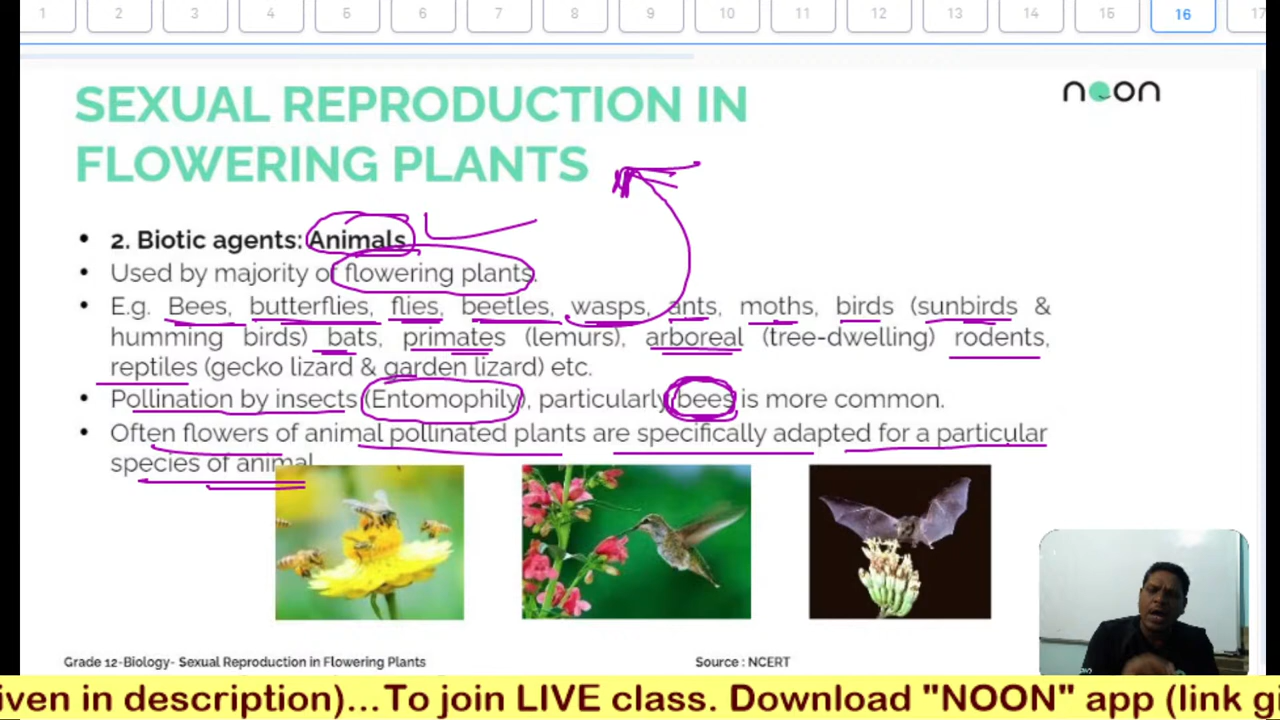 1 2 3 4 5 6 7 8 9 10 11 12 13 14 15 16 17
SEXUAL REPRODUCTION IN
noon
FLOWERING PLANTS
• 2. Biotic agents: Animals
• Used by majority of flowering plants.
• E.g. Bees, butterflies, flies, beetles, wasps, ants, moths, birds (sunbirds &
humming birds) bats, primates (lemurs), arboreal (tree-dwelling) rodents,
reptiles (gecko lizard & garden lizard) etc.
• Pollination by insects (Entomophily), particularly bees is more common.
• Often flowers of animal pollinated plants are specifically adapted for a particular
species of animal
Grade 12-Biology- Sexual Reproduction in Flowering Plants
Source : NCERT
iven in description)...To join LIVE class. Download "NOON" app (link gi